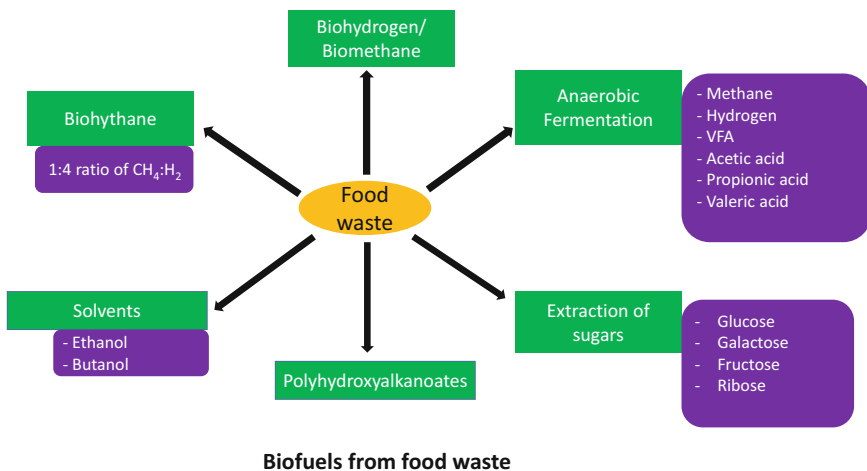 Biohydrogen/
Biomethane
Biohythane
1:4 ratio of CH₄:H₂
Anaerobic
Fermentation
- Methane
- Hydrogen
- VFA
- Acetic acid
- Propionic acid
- Valeric acid
Food
waste
Solvents
- Ethanol
- Butanol
Polyhydroxyalkanoates
Extraction of
sugars
- Glucose
- Galactose
- Fructose
- Ribose
Biofuels from food waste